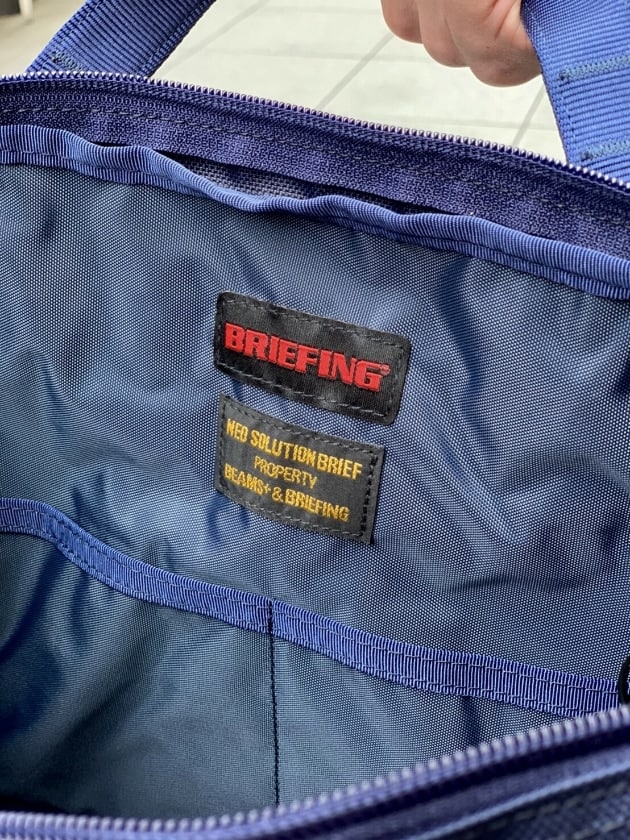 BRIEFING®
NEO SOLUTION BRIEF
PROPERTY
BEAMS+ & BRIEFING